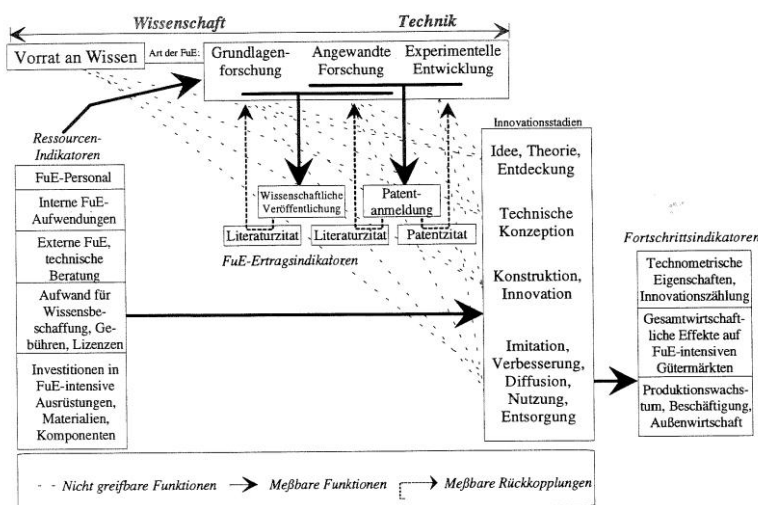 Wissenschaft Technik
Vorrat an Wissen
Art der FuE:
Grundlagen-
forschung
Angewandte
Forschung
Experimentelle
Entwicklung
Ressourcen-
Indikatoren
FuE-Personal
Interne FuE-
Aufwendungen
Externe FuE,
technische
Beratung
Aufwand für
Wissensbe-
schaffung, Ge-
bühren, Lizenzen
Investitionen in
FuE-intensive
Ausrüstungen,
Materialien,
Komponenten
Wissenschaftliche
Veröffentlichung
Patent-
anmeldung
Literaturzitat
Literaturzitat
Patentzitat
FuE-Ertragsindikatoren
Innovationsstadien
Idee, Theorie,
Entdeckung
Technische
Konzeption
Konstruktion,
Innovation
Imitation,
Verbesserung,
Diffusion,
Nutzung,
Entsorgung
Fortschrittsindikatoren
Technometrische
Eigenschaften,
Innovationszählung
Gesamtwirtschaft-
liche Effekte auf
FuE-intensiven
Gütermärkten
Produktionswachs-
tum, Beschäftigung,
Außenwirtschaft
Nicht greifbare Funktionen Meßbare Funktionen Meßbare Rückkopplungen